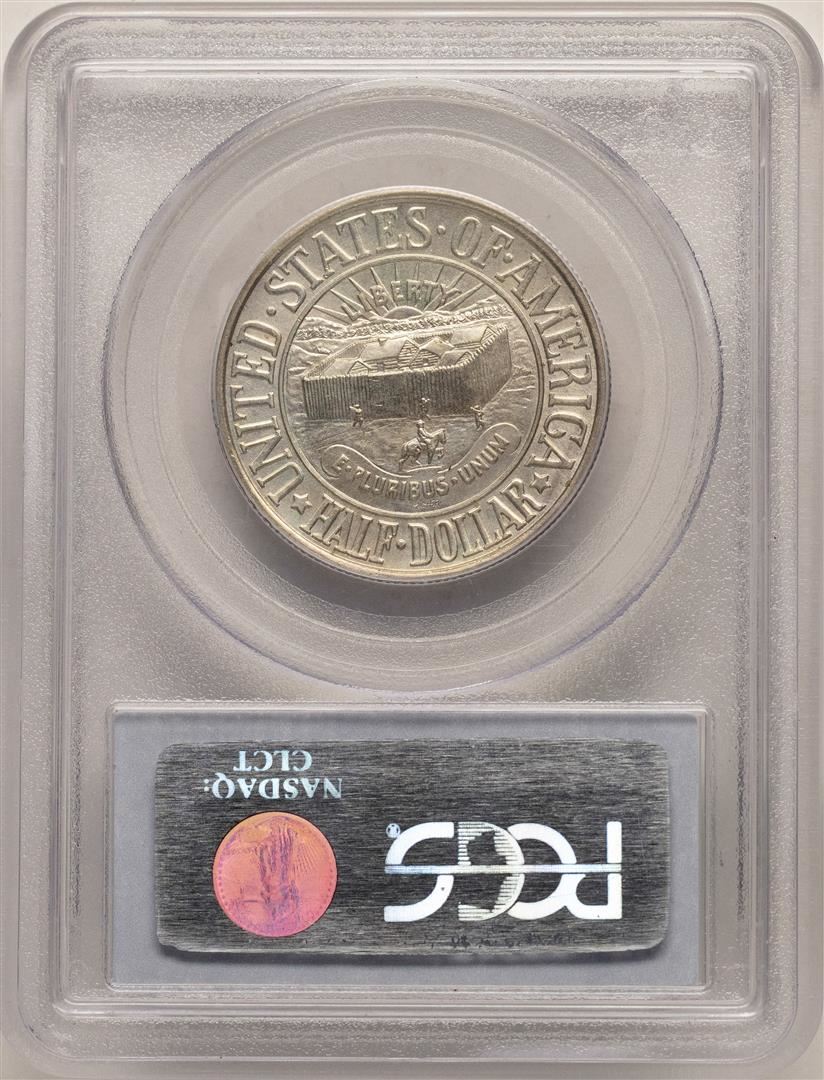 UNITED·STATES·OF·AMERICA
LIBERTY
E·PLURIBUS·UNUM
★HALF·DOLLAR★
PCGS
NASDAQ:
CLCT